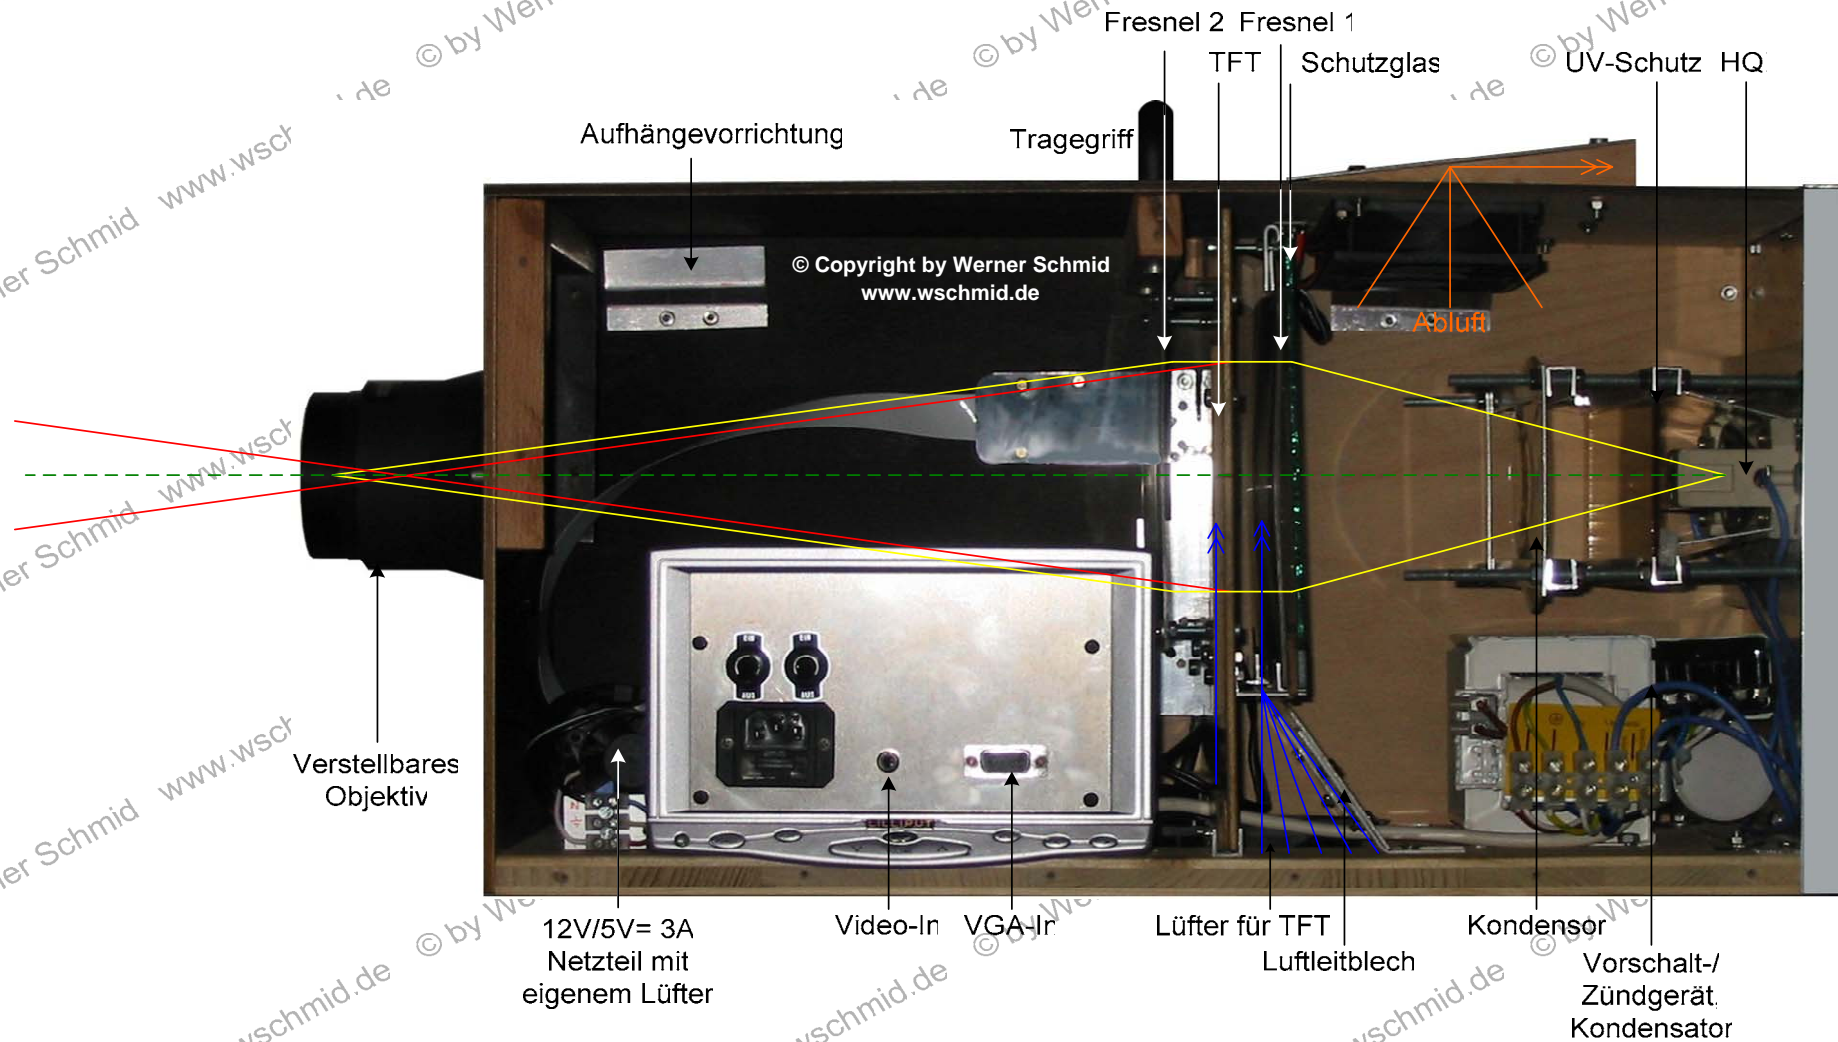 Fresnel 2
Fresnel 1
TFT
Schutzglas
UV-Schutz
HQ
Aufhängevorrichtung
Tragegriff
© Copyright by Werner Schmid
www.wschmid.de
Abluft
Verstellbares
Objektiv
LILLIPUT
12V/5V= 3A
Netzteil mit
eigenem Lüfter
Video-In
VGA-In
Lüfter für TFT
Luftleitblech
Kondensor
Vorschalt-/
Zündgerät,
Kondensator